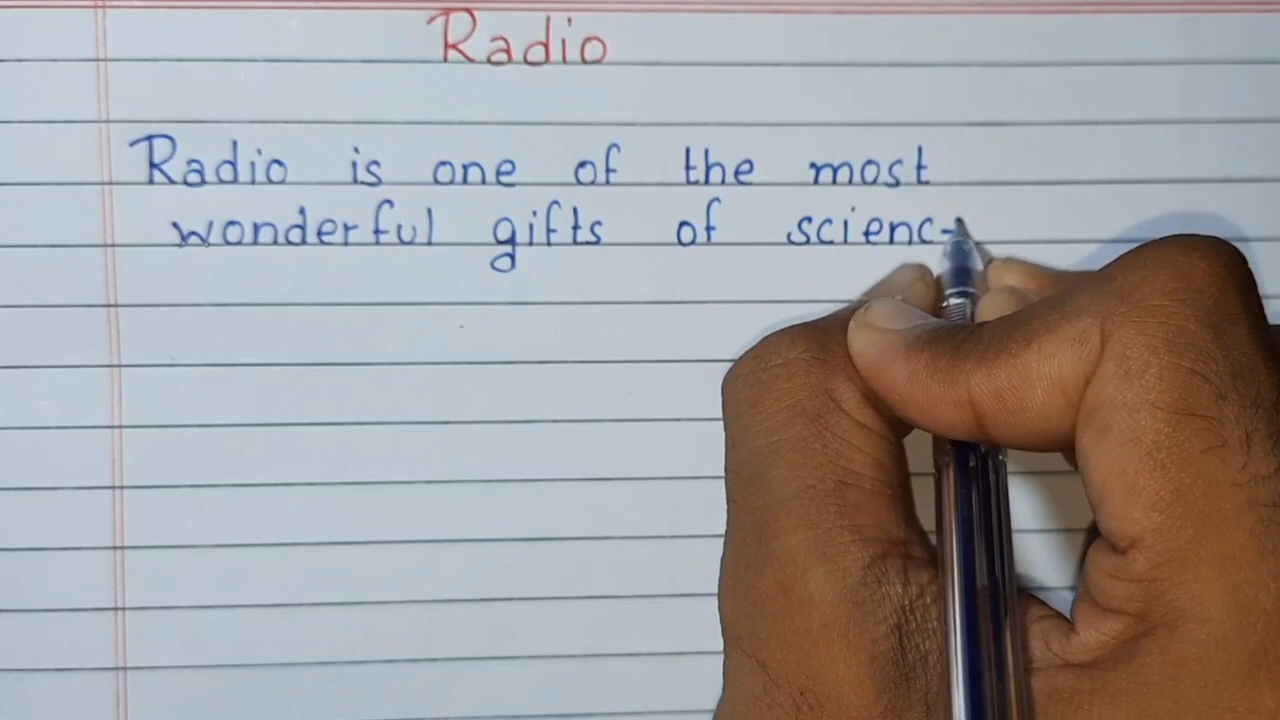 Radio
Radio is one of the most
wonderful gifts of scienc-